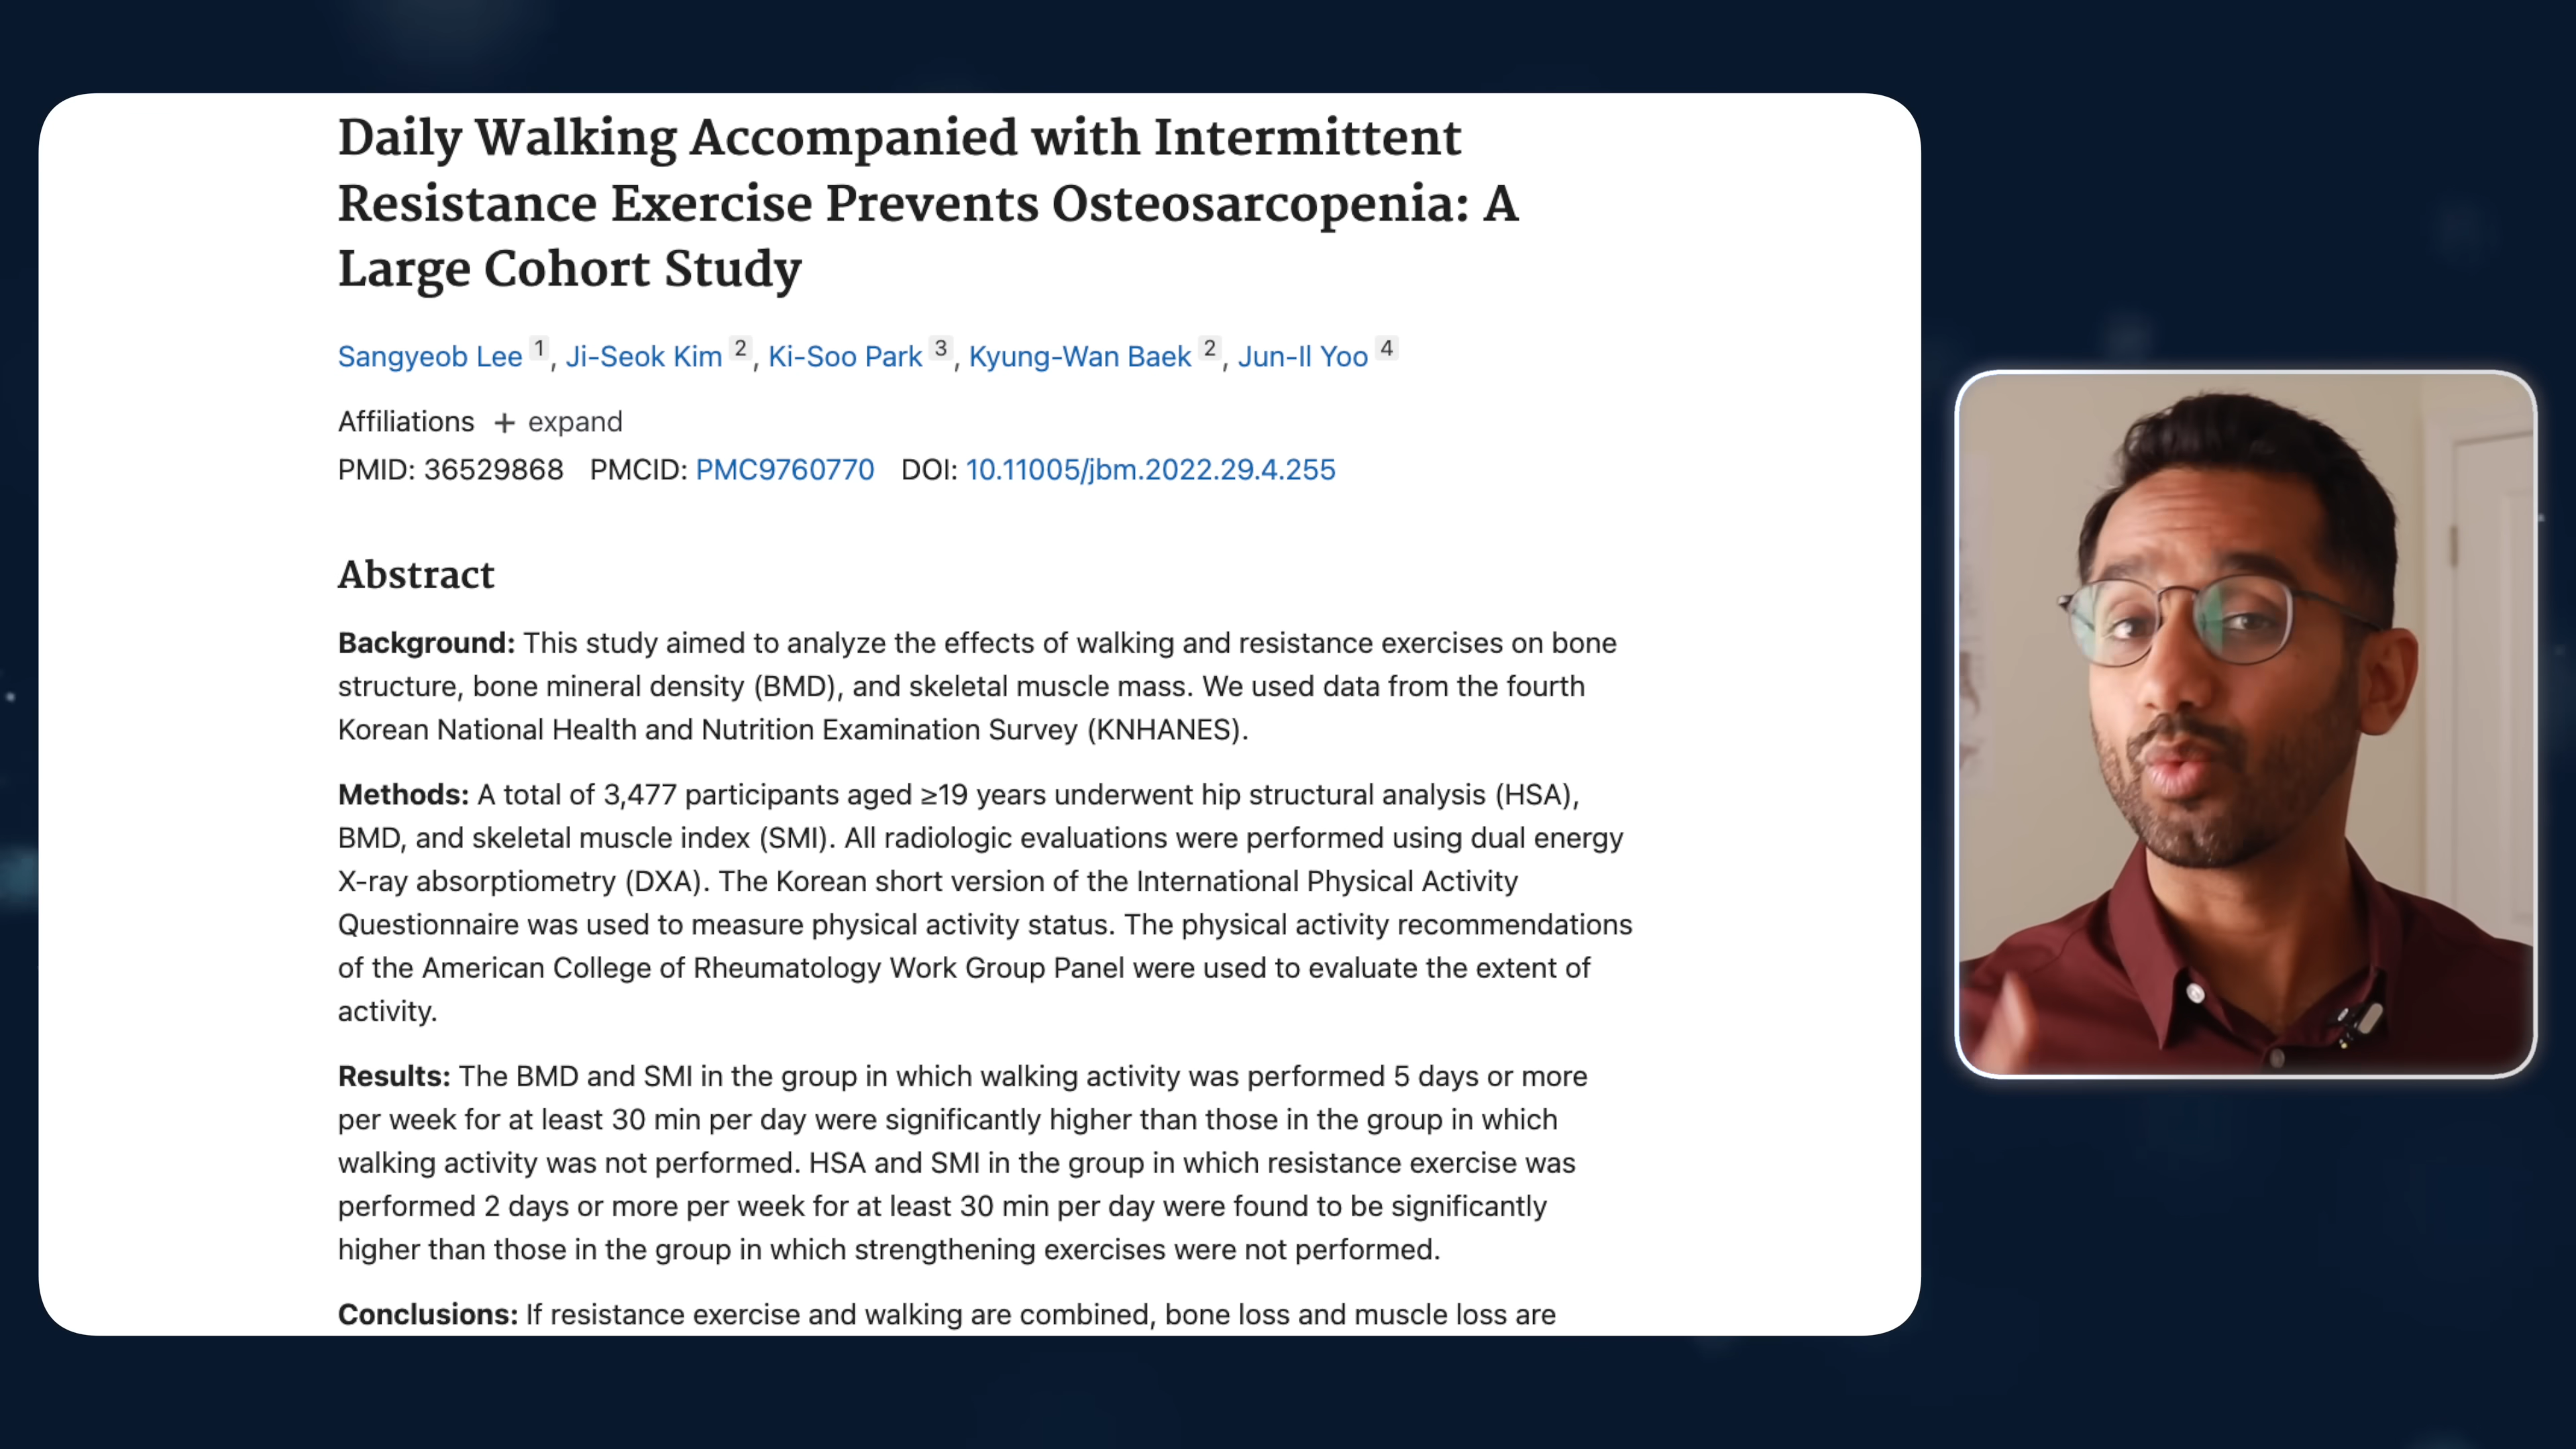 Daily Walking Accompanied with Intermittent
Resistance Exercise Prevents Osteosarcopenia: A
Large Cohort Study
Sangyeob Lee 1, Ji-Seok Kim 2, Ki-Soo Park 3, Kyung-Wan Baek 2, Jun-Il Yoo 4
Affiliations + expand
PMID: 36529868 PMCID: PMC9760770 DOI: 10.11005/jbm.2022.29.4.255
Abstract
Background: This study aimed to analyze the effects of walking and resistance exercises on bone
structure, bone mineral density (BMD), and skeletal muscle mass. We used data from the fourth
Korean National Health and Nutrition Examination Survey (KNHANES).
Methods: A total of 3,477 participants aged ≥19 years underwent hip structural analysis (HSA),
BMD, and skeletal muscle index (SMI). All radiologic evaluations were performed using dual energy
X-ray absorptiometry (DXA). The Korean short version of the International Physical Activity
Questionnaire was used to measure physical activity status. The physical activity recommendations
of the American College of Rheumatology Work Group Panel were used to evaluate the extent of
activity.
Results: The BMD and SMI in the group in which walking activity was performed 5 days or more
per week for at least 30 min per day were significantly higher than those in the group in which
walking activity was not performed. HSA and SMI in the group in which resistance exercise was
performed 2 days or more per week for at least 30 min per day were found to be significantly
higher than those in the group in which strengthening exercises were not performed.
Conclusions: If resistance exercise and walking are combined, bone loss and muscle loss are